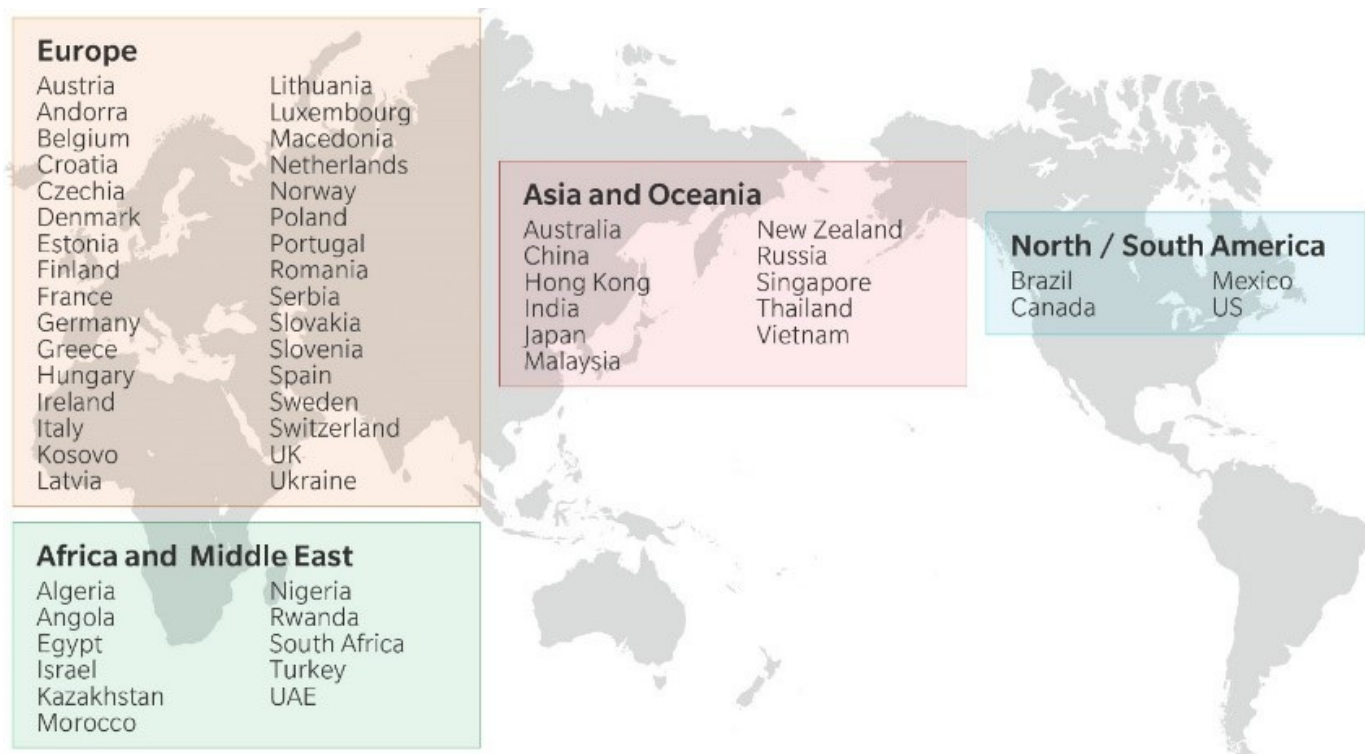 Europe
Austria
Andorra
Belgium
Croatia
Czechia
Denmark
Estonia
Finland
France
Germany
Greece
Hungary
Ireland
Italy
Kosovo
Latvia
Lithuania
Luxembourg
Macedonia
Netherlands
Norway
Poland
Portugal
Romania
Serbia
Slovakia
Slovenia
Spain
Sweden
Switzerland
UK
Ukraine
Africa and Middle East
Algeria
Angola
Egypt
Israel
Kazakhstan
Morocco
Nigeria
Rwanda
South Africa
Turkey
UAE
Asia and Oceania
Australia
China
Hong Kong
India
Japan
Malaysia
New Zealand
Russia
Singapore
Thailand
Vietnam
North / South America
Brazil
Canada
Mexico
US